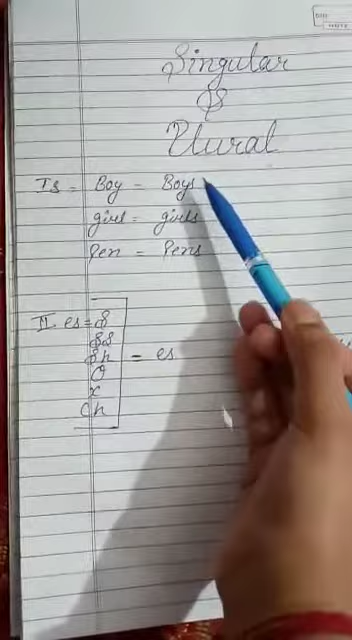 Singular
&
Plural
I s = Boy = Boys
girl = girls
Pen = Pens
II es = s
ss
sh = es
o
x
ch